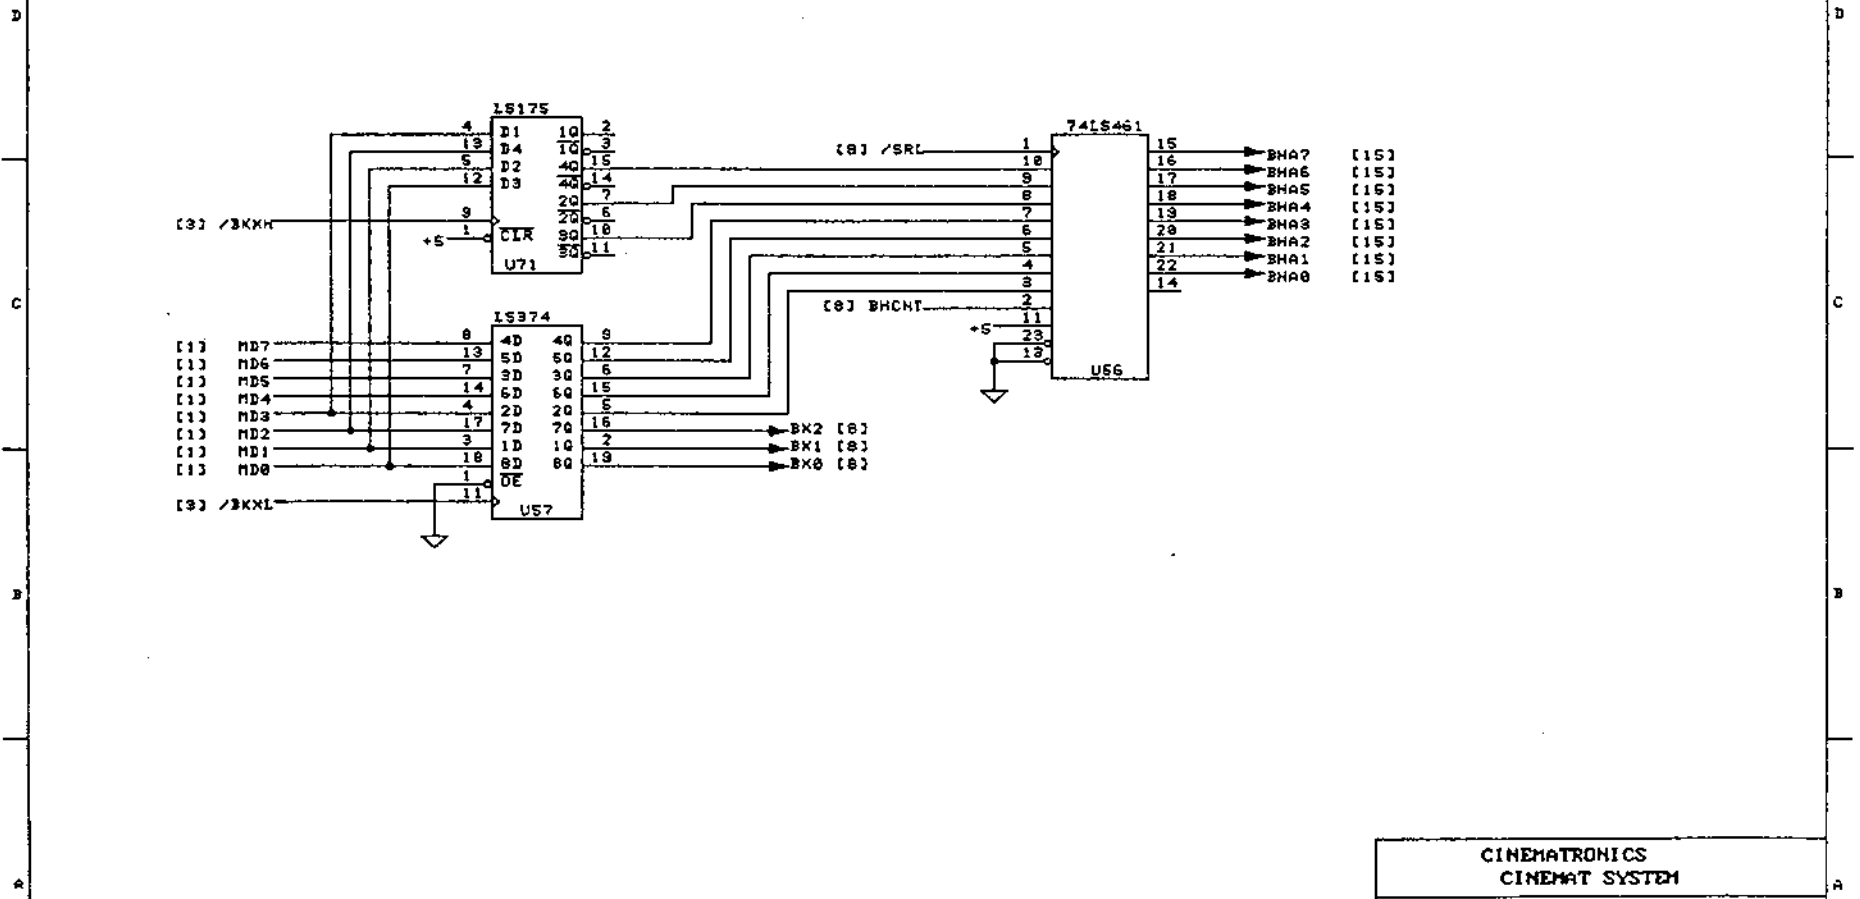 D D
LS175
4 D1 1Q 2
13 D4 1Q 3
5 D2 4Q 15
12 D3 4Q 14
2Q 7
[3] /BKXH 9 2Q 6
+5 1 CLR 3Q 10
3Q 11
U71
74LS461
[8] /SRL 1 15 BHA7 [15]
10 16 BHA6 [15]
9 17 BHA5 [15]
8 18 BHA4 [15]
7 19 BHA3 [15]
6 20 BHA2 [15]
5 21 BHA1 [15]
4 22 BHA0 [15]
3 14
[8] BHCNT 2
+5 11
23
13
U56
C C
LS374
[1] MD7 8 4D 4Q 9
[1] MD6 13 5D 5Q 12
[1] MD5 7 3D 3Q 6
[1] MD4 14 6D 6Q 15
[1] MD3 4 2D 2Q 5
[1] MD2 17 7D 7Q 16 BX2 [8]
[1] MD1 3 1D 1Q 2 BX1 [8]
[1] MD0 18 8D 8Q 19 BX0 [8]
1 OE
[3] /BKXL 11
U57
B B
CINEMATRONICS
CINEMAT SYSTEM
A A